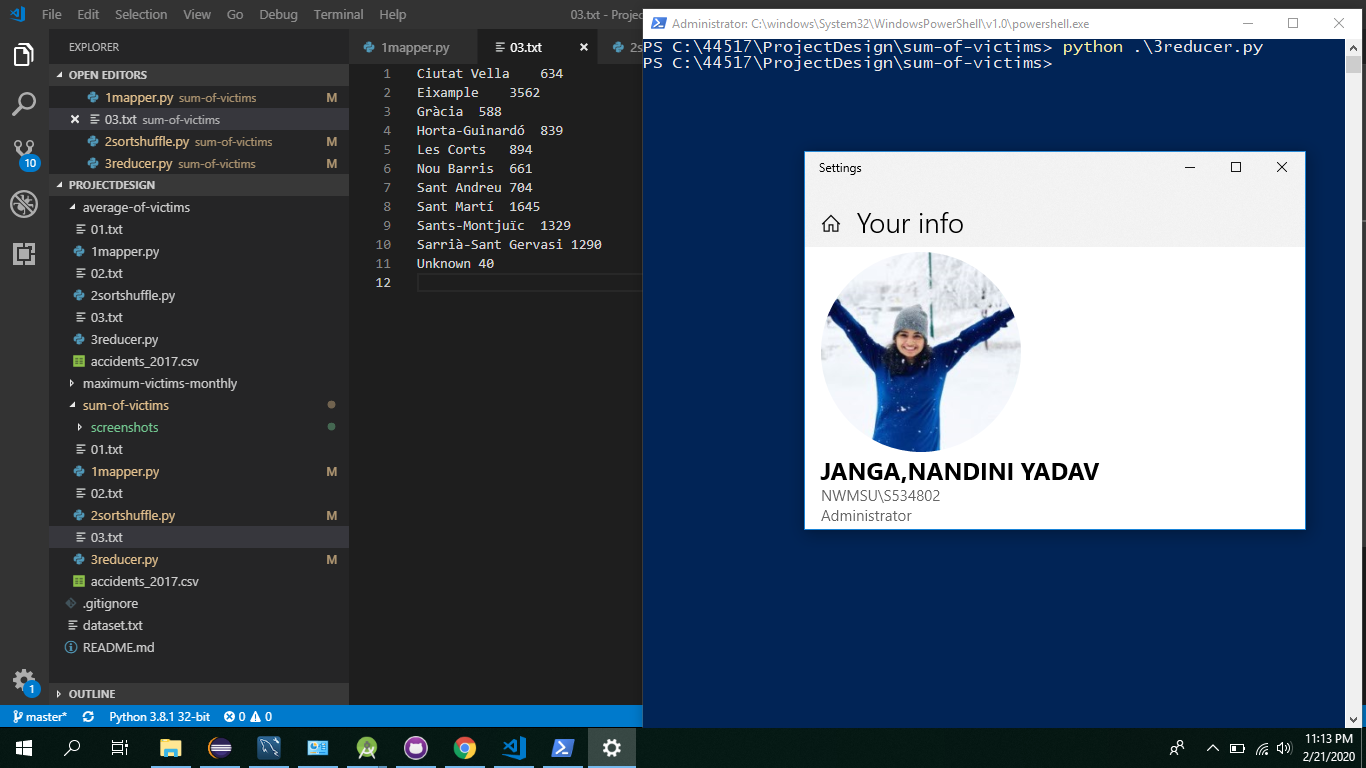 File Edit Selection View Go Debug Terminal Help
03.txt - Projec
EXPLORER
OPEN EDITORS
1mapper.py sum-of-victims M
03.txt sum-of-victims
2sortshuffle.py sum-of-victims M
3reducer.py sum-of-victims M
PROJECTDESIGN
average-of-victims
01.txt
1mapper.py
02.txt
2sortshuffle.py
03.txt
3reducer.py
accidents_2017.csv
maximum-victims-monthly
sum-of-victims
screenshots
01.txt
1mapper.py M
02.txt
2sortshuffle.py M
03.txt
3reducer.py M
accidents_2017.csv
.gitignore
dataset.txt
README.md
OUTLINE
10
1
1mapper.py
03.txt
2s
1 Ciutat Vella 634
2 Eixample 3562
3 Gràcia 588
4 Horta-Guinardó 839
5 Les Corts 894
6 Nou Barris 661
7 Sant Andreu 704
8 Sant Martí 1645
9 Sants-Montjuïc 1329
10 Sarrià-Sant Gervasi 1290
11 Unknown 40
12
Administrator: C:\windows\System32\WindowsPowerShell\v1.0\powershell.exe
PS C:\44517\ProjectDesign\sum-of-victims> python .\3reducer.py
PS C:\44517\ProjectDesign\sum-of-victims>
Settings
Your info
JANGA,NANDINI YADAV
NWMSU\S534802
Administrator
master* Python 3.8.1 32-bit 0 0
11:13 PM
2/21/2020